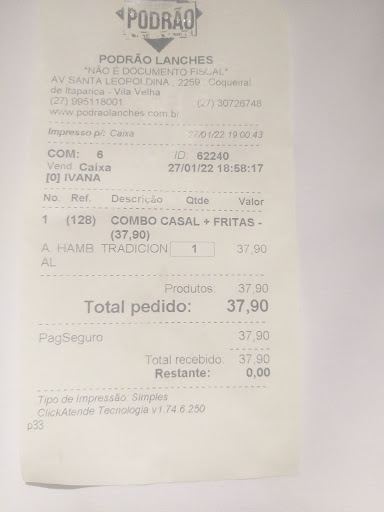 PODRÃO
PODRÃO LANCHES
"NÃO É DOCUMENTO FISCAL"
AV SANTA LEOPOLDINA , 2259 Coqueiral
de Itaparica - Vila Velha
(27) 995118001 (27) 30726748
www.podraolanches.com.br
Impresso p/: Caixa 27/01/22 19:00:43
COM: 6 ID: 62240
Vend Caixa 27/01/22 18:58:17
[0] IVANA
No. Ref. Descrição Qtde Valor
1 (128) COMBO CASAL + FRITAS -
(37,90)
A. HAMB TRADICION 1 37,90
AL
Produtos: 37,90
Total pedido: 37,90
PagSeguro 37,90
Total recebido: 37,90
Restante: 0,00
Tipo de Impressão: Simples
ClickAtende Tecnologia v1.74.6.250
p33